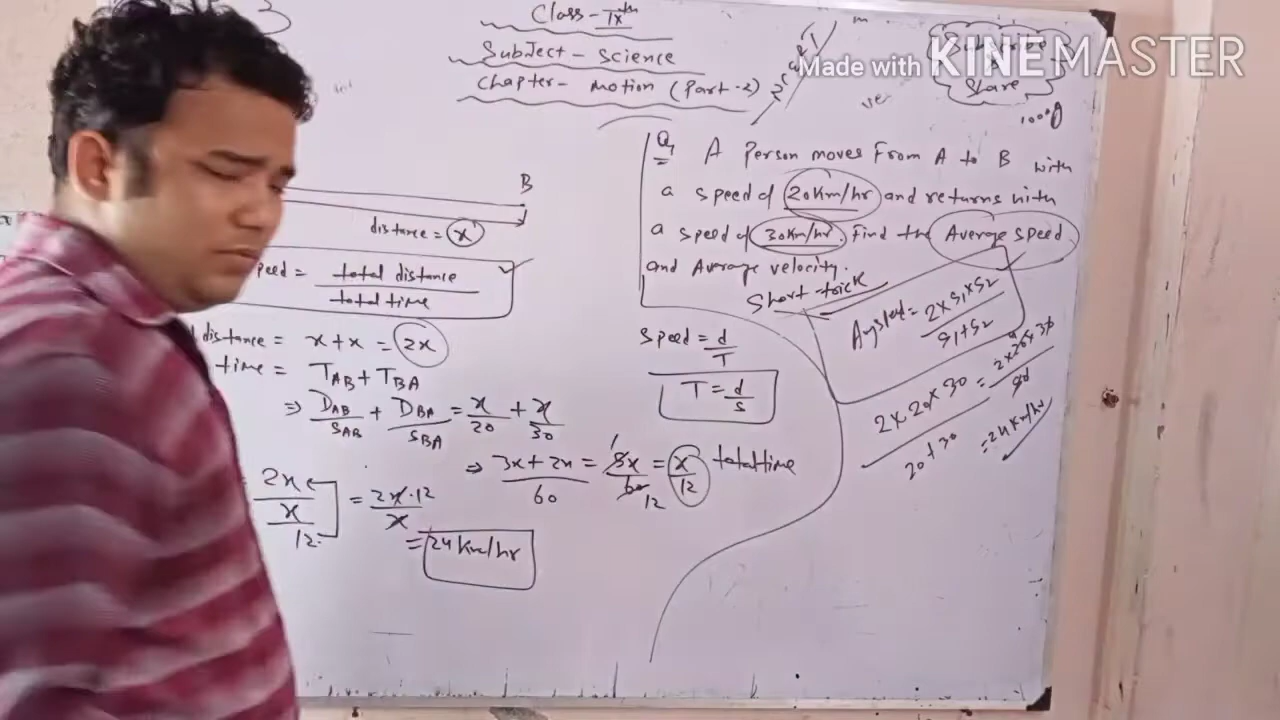 Class - IXth
Subject - Science
Chapter - Motion (Part-2)
Made with KINEMASTER
Share
Q, A Person moves From A to B with
a speed of 20Km/hr and returns with
a speed of 30Km/hr. Find the Average speed
and Average velocity.
Short-trick
B
distance = x
peed = total distance
total time
distance = x+x = 2x
time = TAB + TBA
⇒ DAB/SAB + DBA/SBA = x/20 + x/30
⇒ 3x+2x/60 = 5x/60 = x/12 total time
12
2x/x/12 = 2x·12/x
= 24 Km/hr
Speed = d/T
T = d/s
Avg speed = 2×S1×S2/S1+S2
2×20×30/20+30
= 24 Km/hr